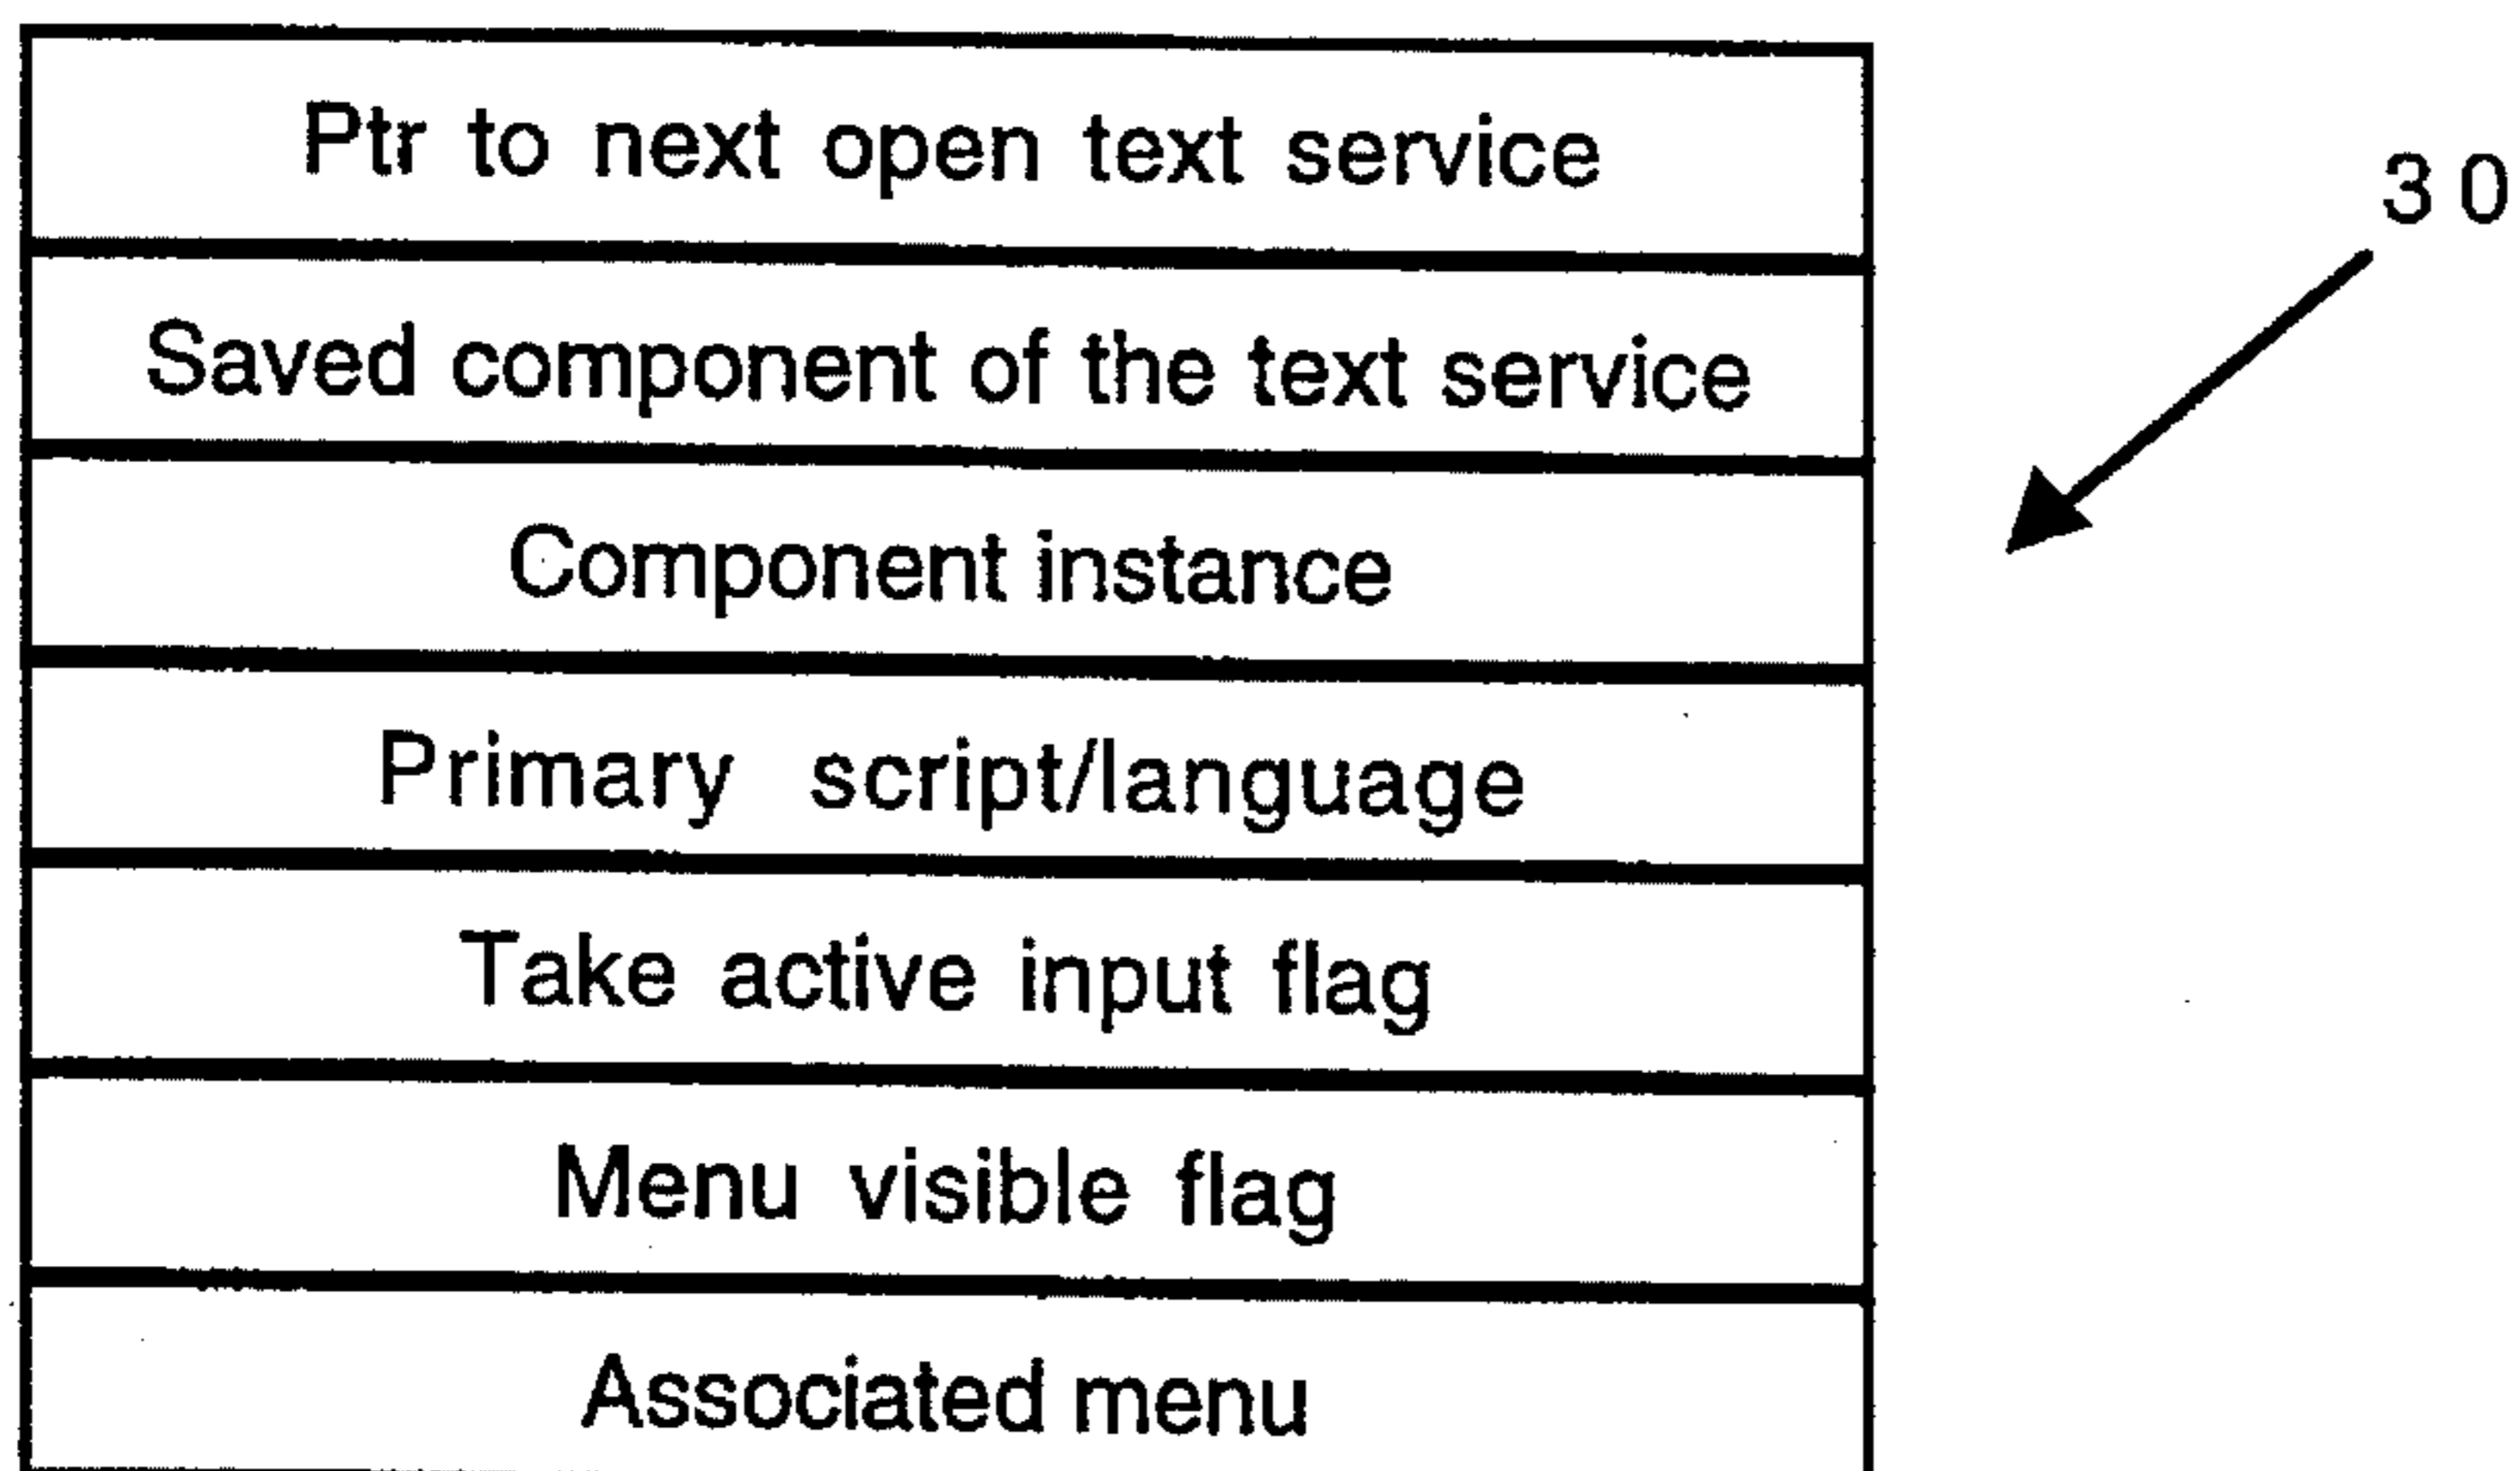 Ptr to next open text service
30
Saved component of the text service
Component instance
Primary script/language
Take active input flag
Menu visible flag
Associated menu